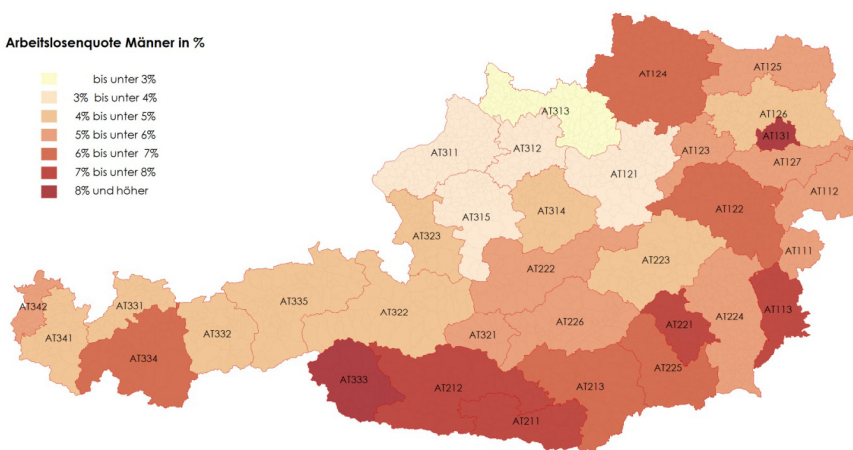 Arbeitslosenquote Männer in %
bis unter 3%
3% bis unter 4%
4% bis unter 5%
5% bis unter 6%
6% bis unter 7%
7% bis unter 8%
8% und höher
AT124
AT125
AT313
AT126
AT131
AT311
AT312
AT123
AT127
AT121
AT112
AT315
AT314
AT122
AT323
AT111
AT222
AT223
AT342
AT331
AT335
AT322
AT113
AT341
AT332
AT321
AT226
AT221
AT224
AT334
AT225
AT333
AT212
AT213
AT211